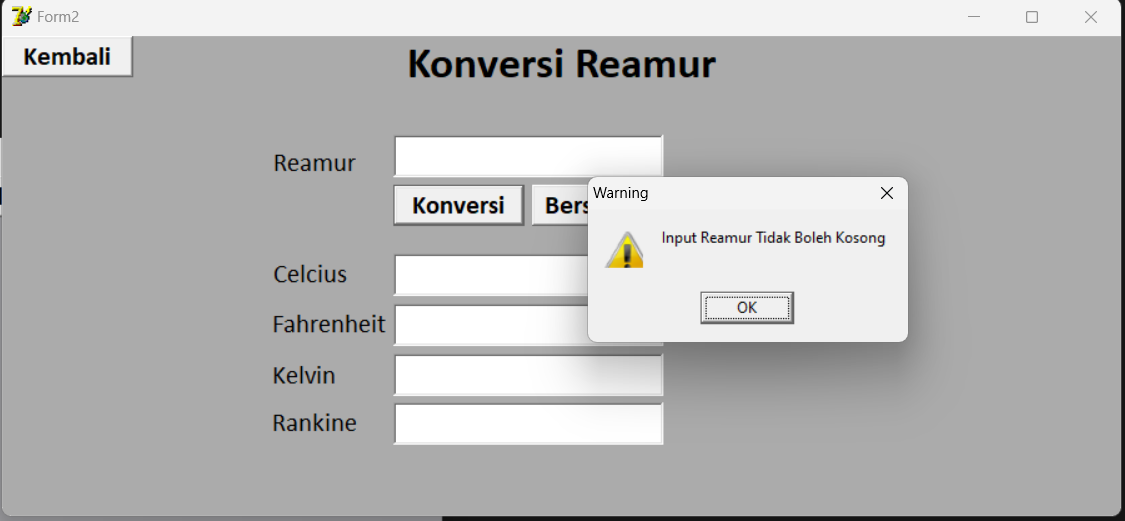 Form2
Kembali
Konversi Reamur
Reamur
Konversi
Warning
Input Reamur Tidak Boleh Kosong
OK
Celcius
Fahrenheit
Kelvin
Rankine